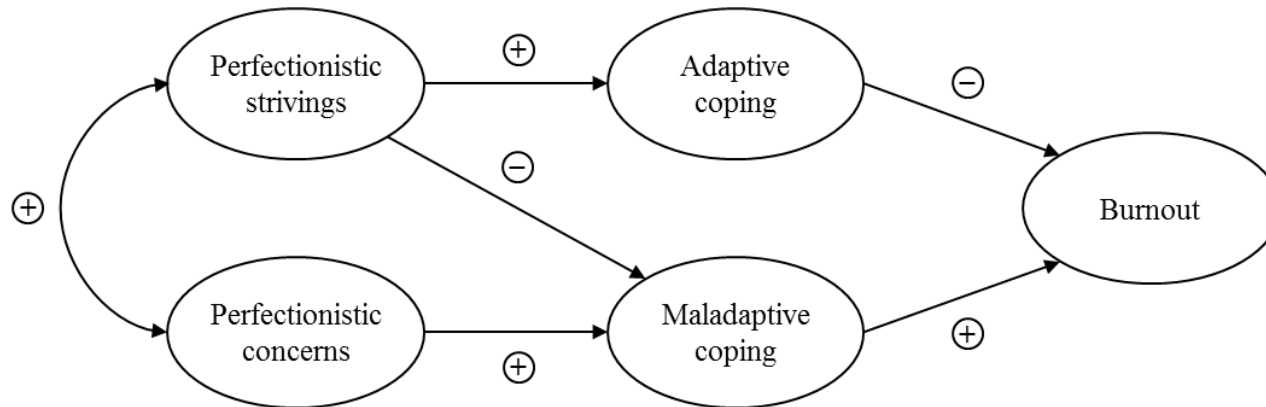 Perfectionistic
strivings
+
Adaptive
coping
−
−
+
Burnout
Perfectionistic
concerns
+
Maladaptive
coping
+